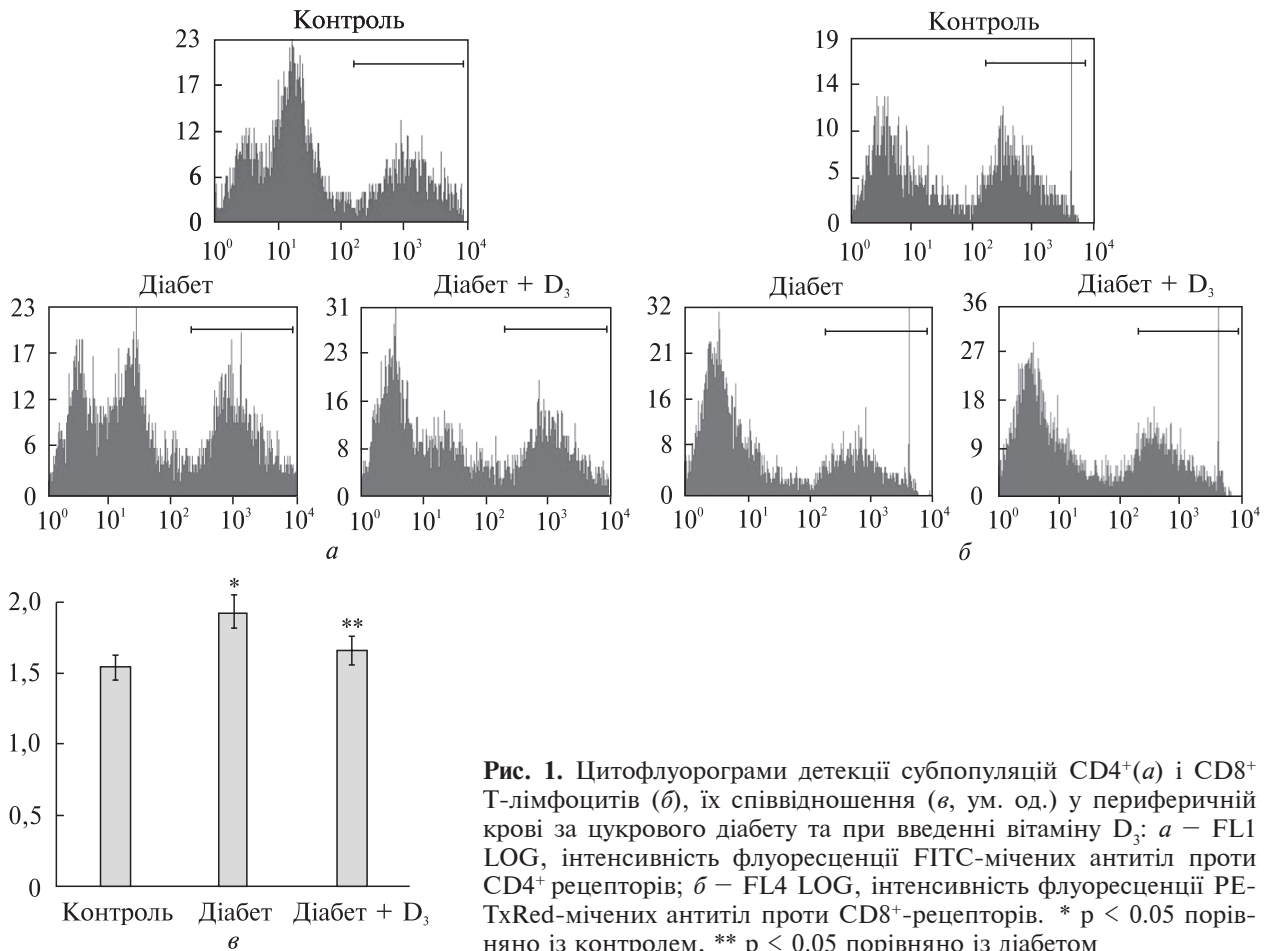 Контроль
23
17
12
6
0
10⁰ 10¹ 10² 10³ 10⁴
Контроль
19
14
10
5
0
10⁰ 10¹ 10² 10³ 10⁴
Діабет
23
17
12
6
0
10⁰ 10¹ 10² 10³ 10⁴
Діабет + D₃
31
23
16
8
0
10⁰ 10¹ 10² 10³ 10⁴
а
Діабет
32
21
16
8
0
10⁰ 10¹ 10² 10³ 10⁴
Діабет + D₃
36
27
18
9
0
10⁰ 10¹ 10² 10³ 10⁴
б
2,0
1,5
1,0
0,5
0
*
**
Контроль Діабет Діабет + D₃
в
Рис. 1. Цитофлуорограми детекції субпопуляцій CD4⁺(а) і CD8⁺
Т-лімфоцитів (б), їх співвідношення (в, ум. од.) у периферичній
крові за цукрового діабету та при введенні вітаміну D₃: а – FL1
LOG, інтенсивність флуоресценції FITC-мічених антитіл проти
CD4⁺ рецепторів; б – FL4 LOG, інтенсивність флуоресценції PE-
TxRed-мічених антитіл проти CD8⁺-рецепторів. * p < 0.05 порів-
няно із контролем, ** p < 0.05 порівняно із діабетом